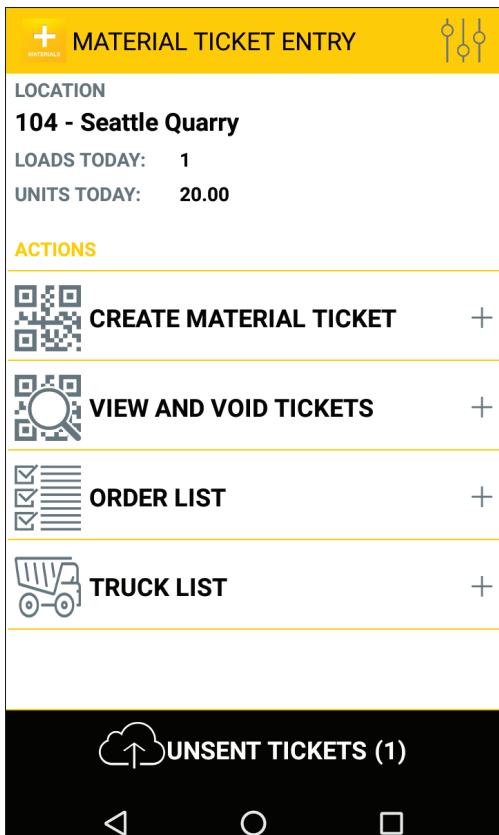 MATERIALS
MATERIAL TICKET ENTRY
LOCATION
104 - Seattle Quarry
LOADS TODAY: 1
UNITS TODAY: 20.00
ACTIONS
CREATE MATERIAL TICKET
VIEW AND VOID TICKETS
ORDER LIST
TRUCK LIST
UNSENT TICKETS (1)